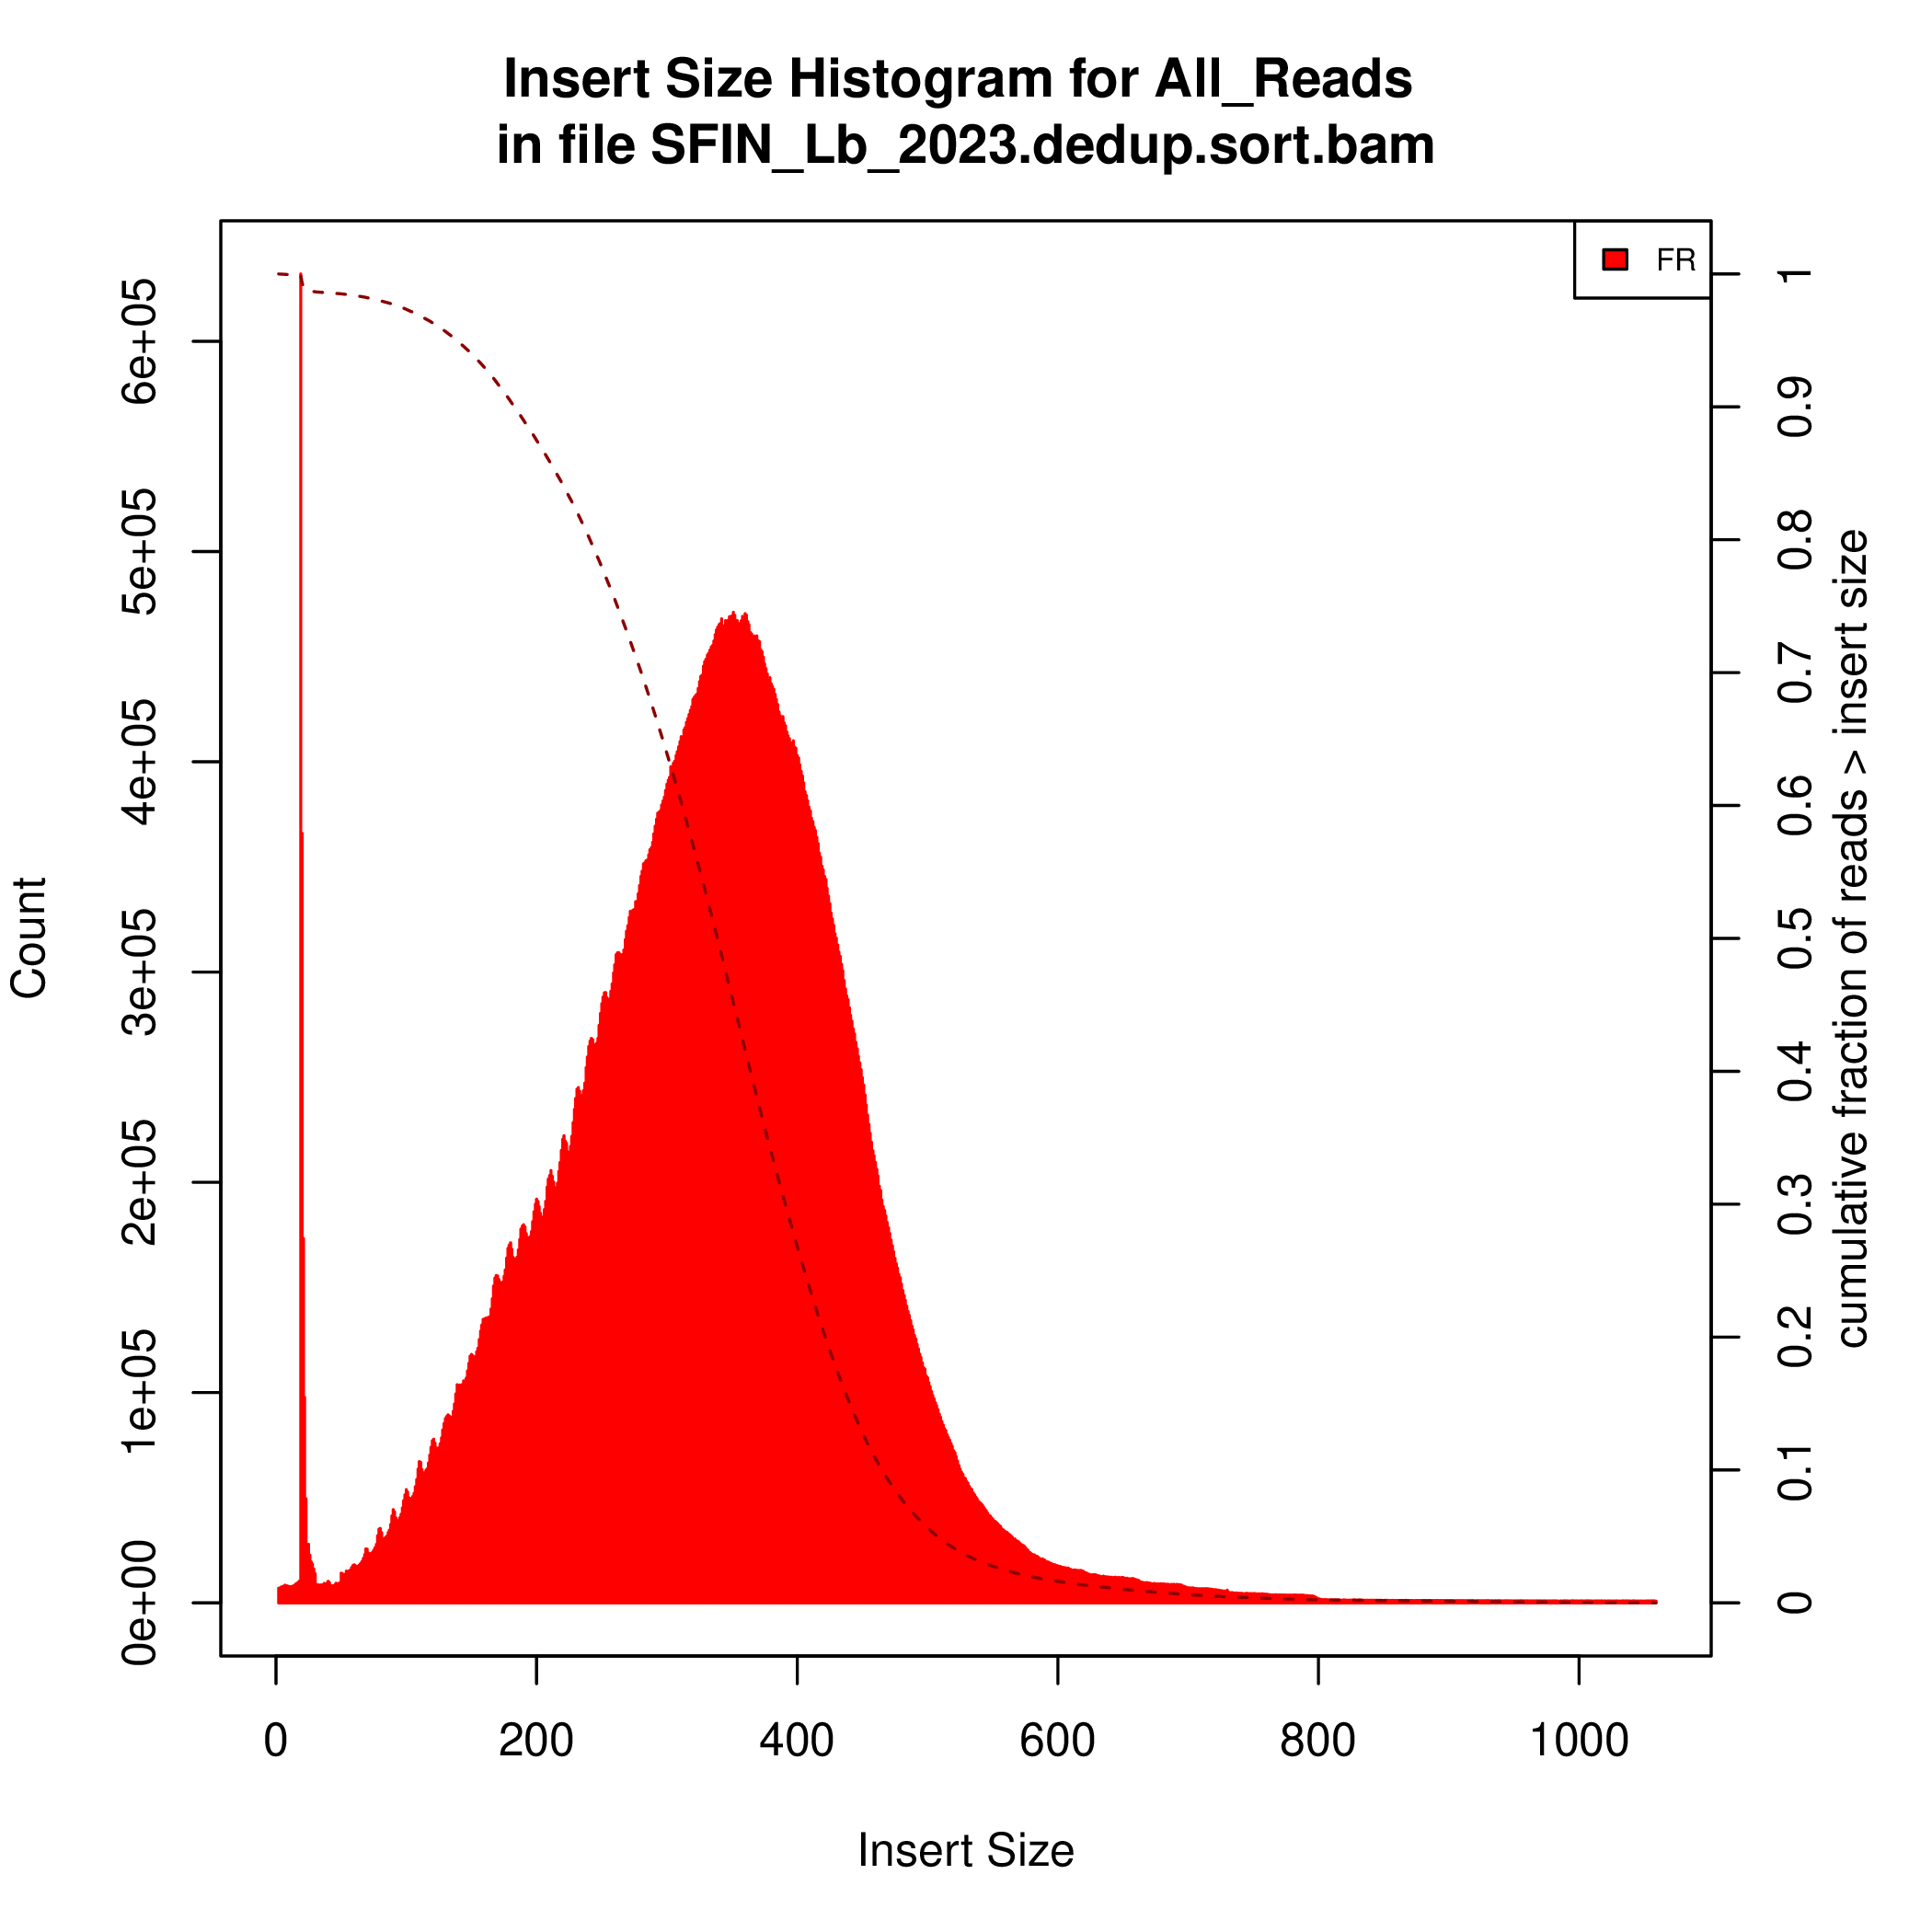 Insert Size Histogram for All_Reads
in file SFIN_Lb_2023.dedup.sort.bam
FR
Count
6e+05
5e+05
4e+05
3e+05
2e+05
1e+05
0e+00
1
0.9
0.8
0.7
0.6
0.5
0.4
0.3
0.2
0.1
0
cumulative fraction of reads > insert size
0 200 400 600 800 1000
Insert Size